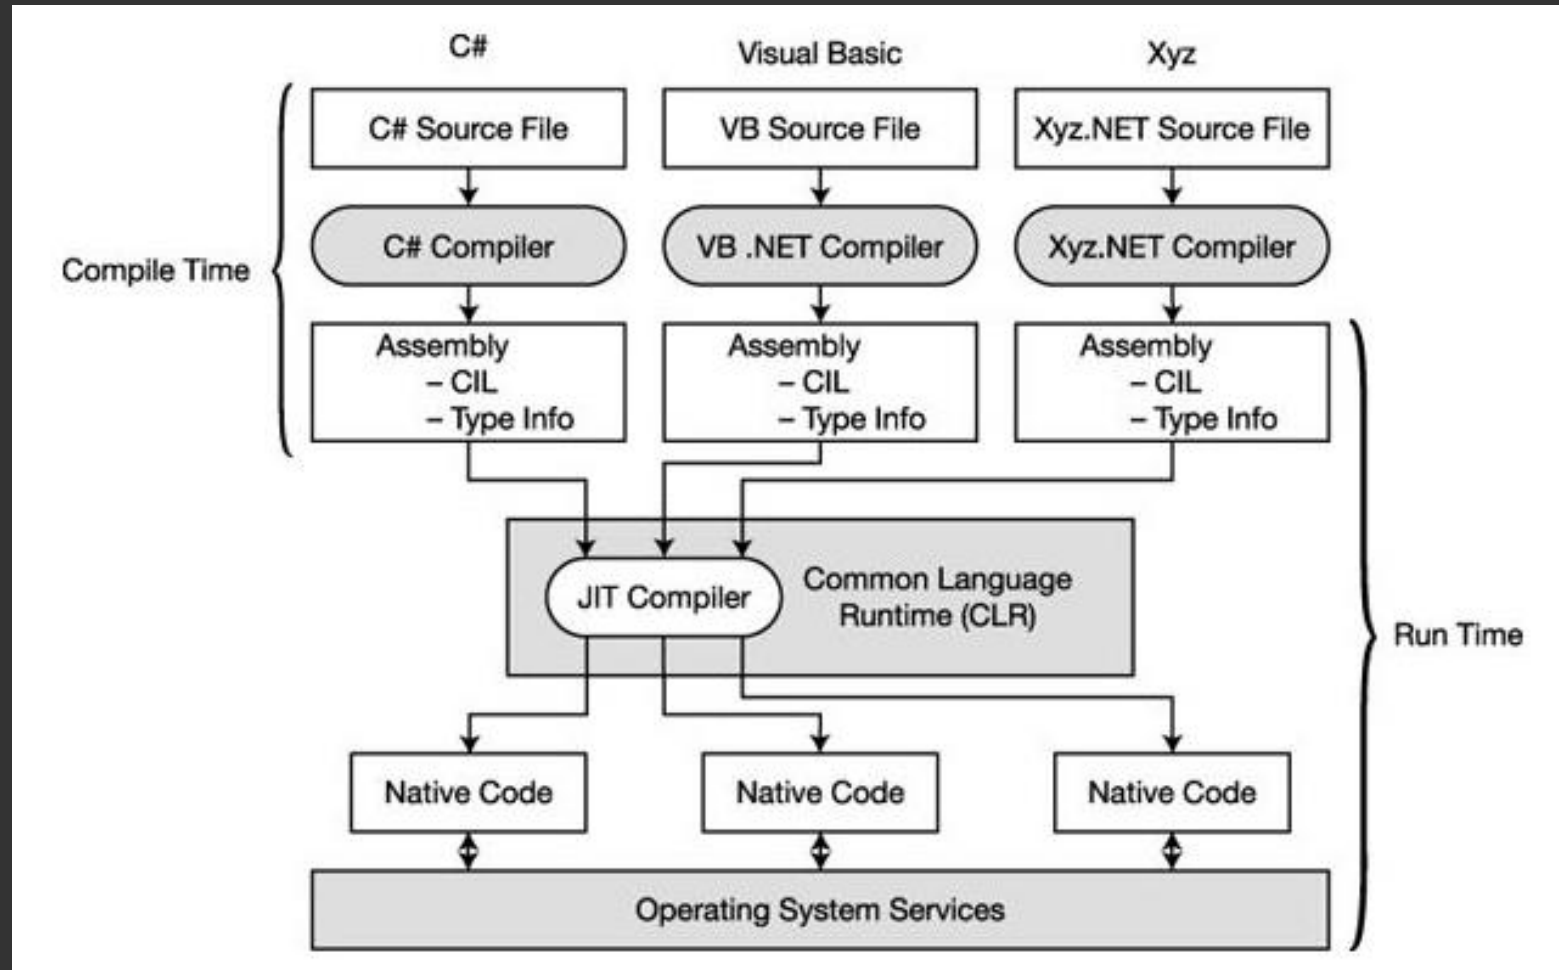 C#
Visual Basic
Xyz
C# Source File
VB Source File
Xyz.NET Source File
C# Compiler
VB .NET Compiler
Xyz.NET Compiler
Compile Time
Assembly
– CIL
– Type Info
Assembly
– CIL
– Type Info
Assembly
– CIL
– Type Info
JIT Compiler
Common Language
Runtime (CLR)
Run Time
Native Code
Native Code
Native Code
Operating System Services